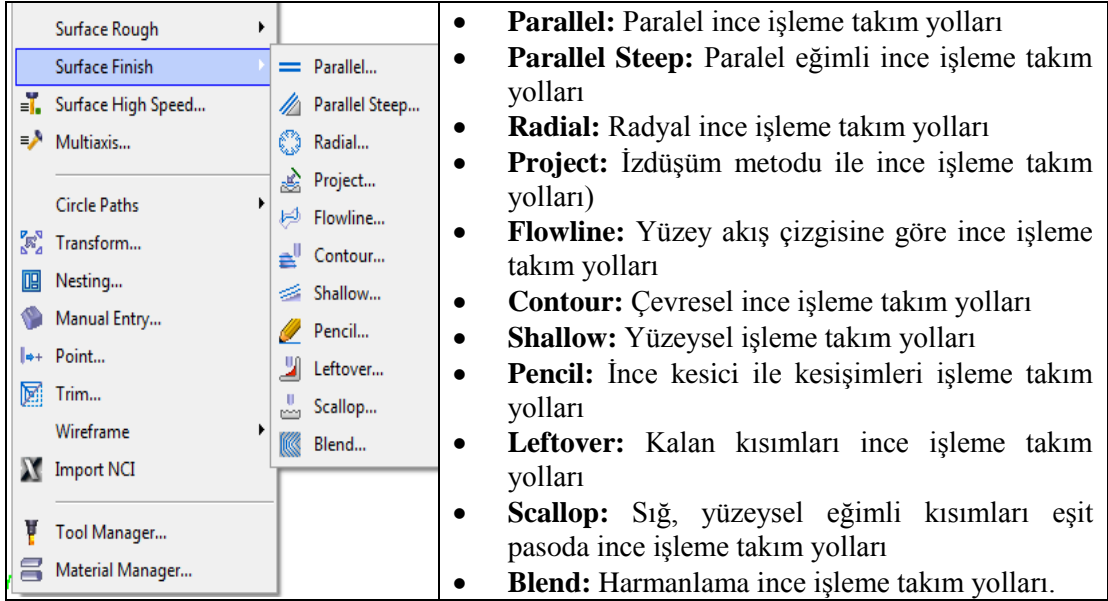 Surface Rough
Surface Finish
Surface High Speed...
Multiaxis...
Circle Paths
Transform...
Nesting...
Manual Entry...
Point...
Trim...
Wireframe
Import NCI
Tool Manager...
Material Manager...
Parallel...
Parallel Steep...
Radial...
Project...
Flowline...
Contour...
Shallow...
Pencil...
Leftover...
Scallop...
Blend...
• Parallel: Paralel ince işleme takım yolları
• Parallel Steep: Paralel eğimli ince işleme takım
yolları
• Radial: Radyal ince işleme takım yolları
• Project: İzdüşüm metodu ile ince işleme takım
yolları)
• Flowline: Yüzey akış çizgisine göre ince işleme
takım yolları
• Contour: Çevresel ince işleme takım yolları
• Shallow: Yüzeysel işleme takım yolları
• Pencil: İnce kesici ile kesişimleri işleme takım
yolları
• Leftover: Kalan kısımları ince işleme takım
yolları
• Scallop: Sığ, yüzeysel eğimli kısımları eşit
pasoda ince işleme takım yolları
• Blend: Harmanlama ince işleme takım yolları.